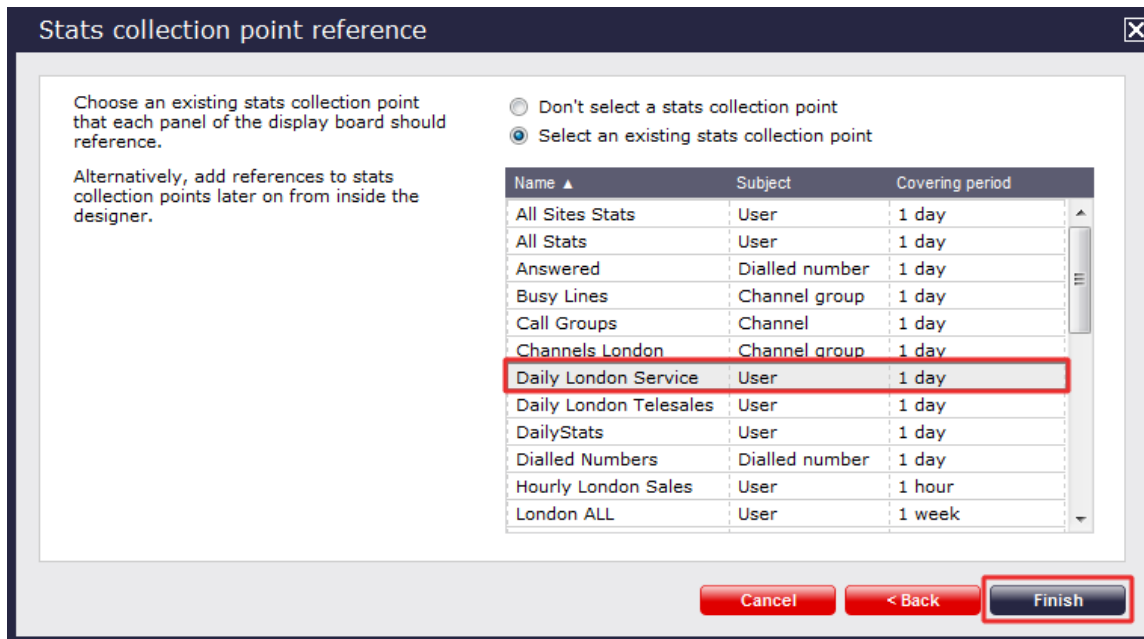 Stats collection point reference
Choose an existing stats collection point
that each panel of the display board should
reference.
Alternatively, add references to stats
collection points later on from inside the
designer.
Don't select a stats collection point
Select an existing stats collection point
Name ▲ Subject Covering period
All Sites Stats User 1 day
All Stats User 1 day
Answered Dialled number 1 day
Busy Lines Channel group 1 day
Call Groups Channel 1 day
Channels London Channel group 1 day
Daily London Service User 1 day
Daily London Telesales User 1 day
DailyStats User 1 day
Dialled Numbers Dialled number 1 day
Hourly London Sales User 1 hour
London ALL User 1 week
Cancel < Back Finish